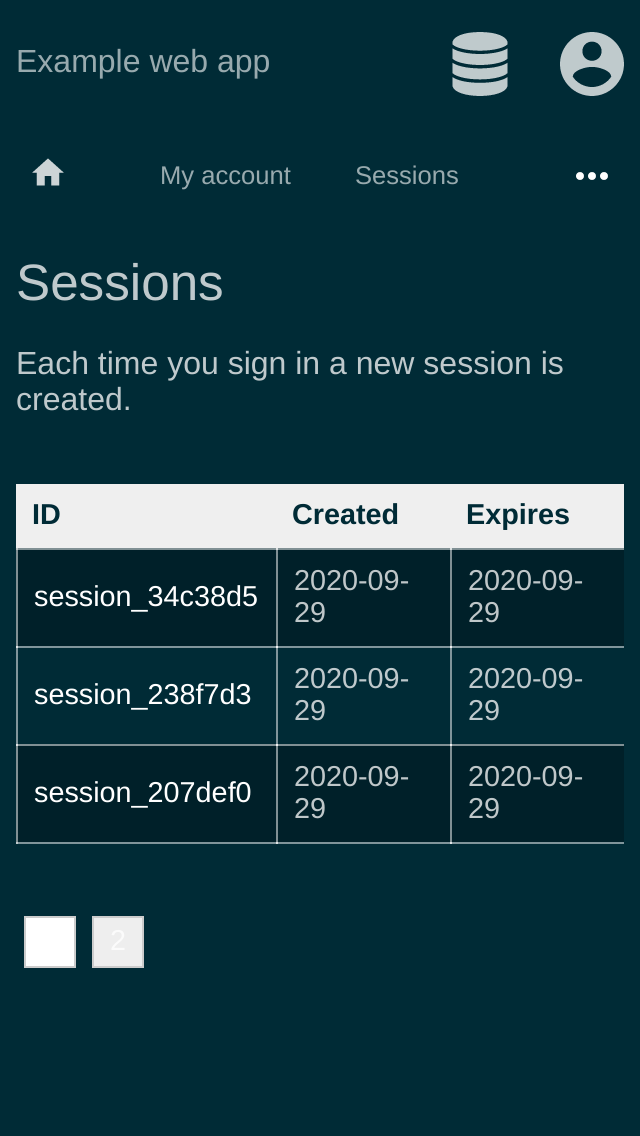 Example web app
My account Sessions
Sessions
Each time you sign in a new session is
created.
ID Created Expires
session_34c38d5 2020-09-29 2020-09-29
session_238f7d3 2020-09-29 2020-09-29
session_207def0 2020-09-29 2020-09-29
2